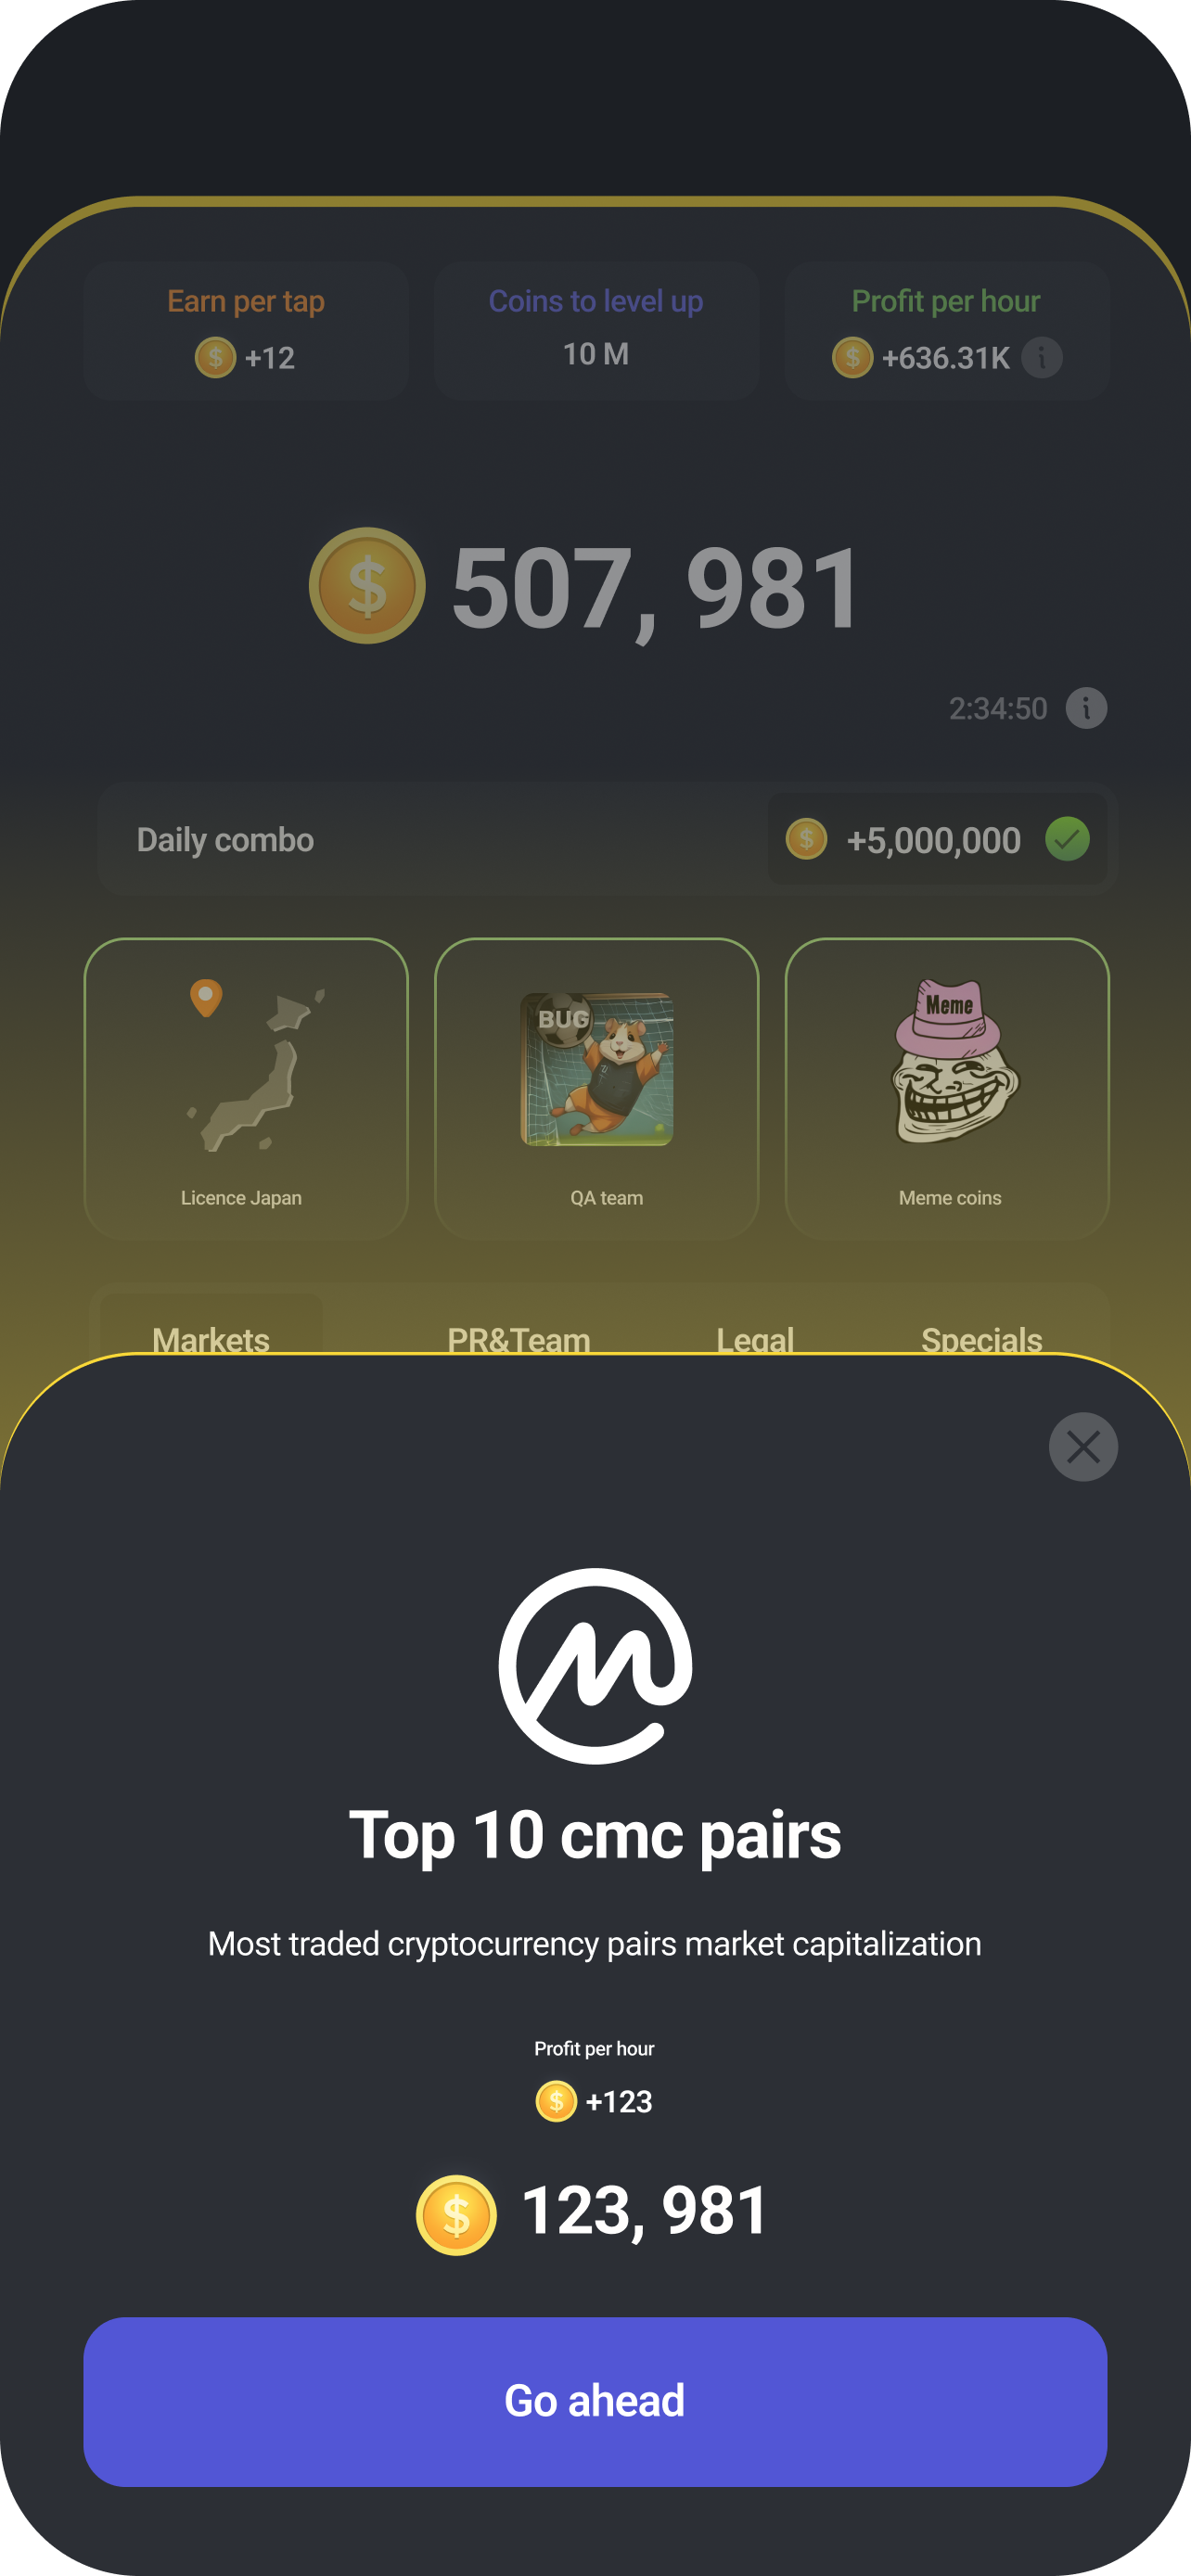 Earn per tap
+12
Coins to level up
10 M
Profit per hour
+636.31K
507, 981
2:34:50
Daily combo
+5,000,000
BUG
Meme
Licence Japan
QA team
Meme coins
Markets
PR&Team
Legal
Specials
Top 10 cmc pairs
Most traded cryptocurrency pairs market capitalization
Profit per hour
+123
123, 981
Go ahead